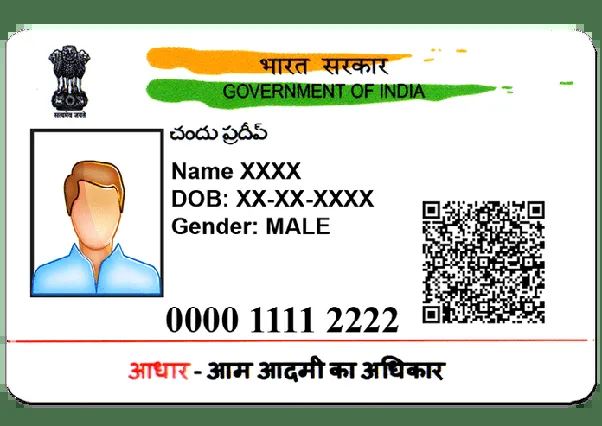 भारत सरकार
GOVERNMENT OF INDIA
सत्यमेव जयते
చందు ప్రదీప్
Name XXXX
DOB: XX-XX-XXXX
Gender: MALE
0000 1111 2222
आधार - आम आदमी का अधिकार